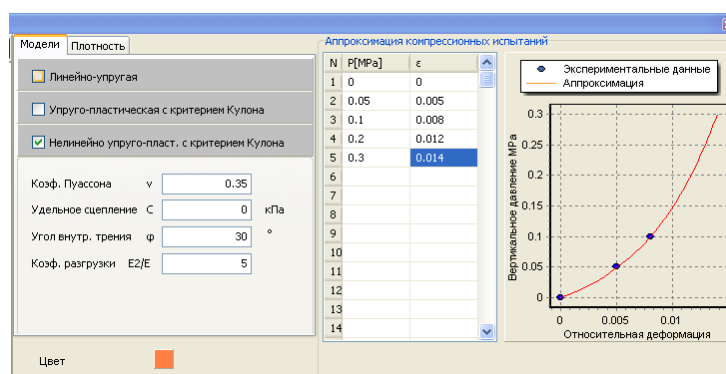 Модели Плотность
Линейно-упругая
Упруго-пластическая с критерием Кулона
Нелинейно упруго-пласт. с критерием Кулона
Коэф. Пуассона ν 0.35
Удельное сцепление C 0 кПа
Угол внутр. трения φ 30 °
Коэф. разгрузки E2/E 5
Цвет
Аппроксимация компрессионных испытаний
N P[MPa] ε
1 0 0
2 0.05 0.005
3 0.1 0.008
4 0.2 0.012
5 0.3 0.014
6
7
8
9
10
11
12
13
14
Экспериментальные данные
Аппроксимация
Вертикальное давление MPa
0.3
0.25
0.2
0.15
0.1
0.05
0
0 0.005 0.01
Относительная деформация